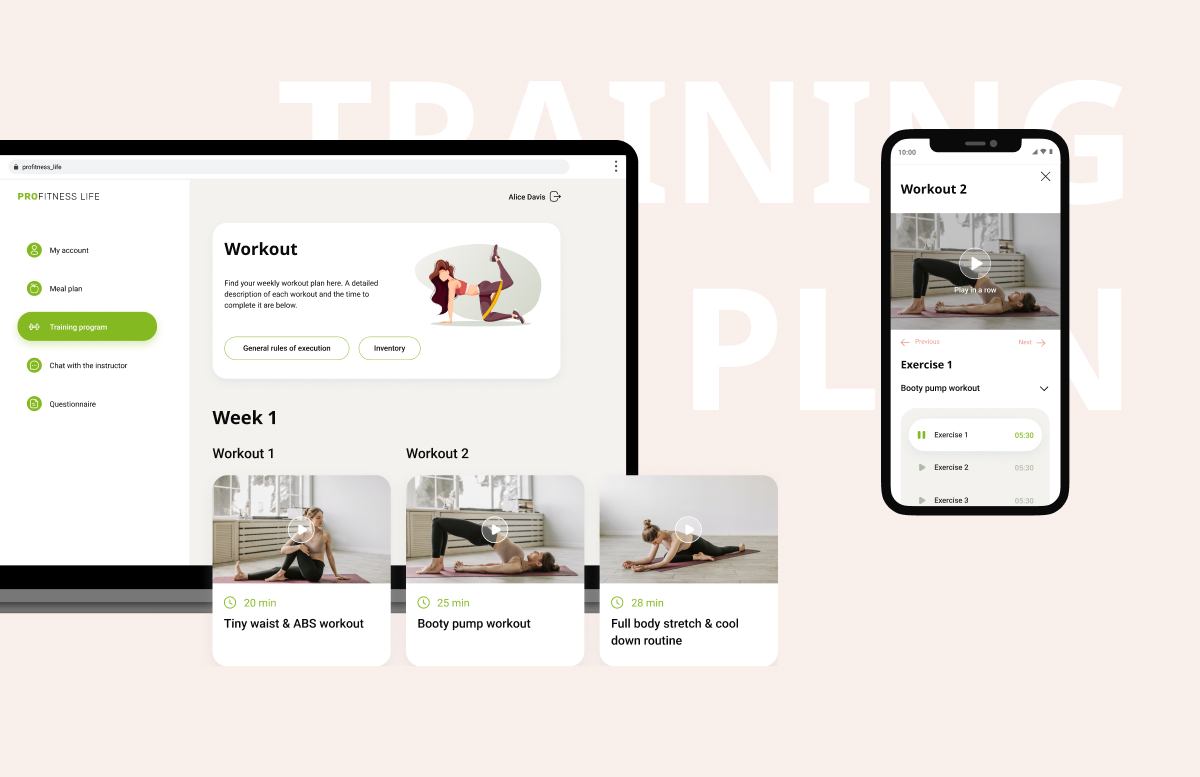 TRAINING
PLAN
profitness_life
PROFITNESS LIFE
Alice Davis
My account
Meal plan
Training program
Chat with the instructor
Questionnaire
Workout
Find your weekly workout plan here. A detailed
description of each workout and the time to
complete it are below.
General rules of execution
Inventory
Week 1
Workout 1
Workout 2
20 min
Tiny waist & ABS workout
25 min
Booty pump workout
28 min
Full body stretch & cool
down routine
10:00
Workout 2
Play in a row
Previous
Next
Exercise 1
Booty pump workout
Exercise 1
05:30
Exercise 2
05:30
Exercise 3
05:30